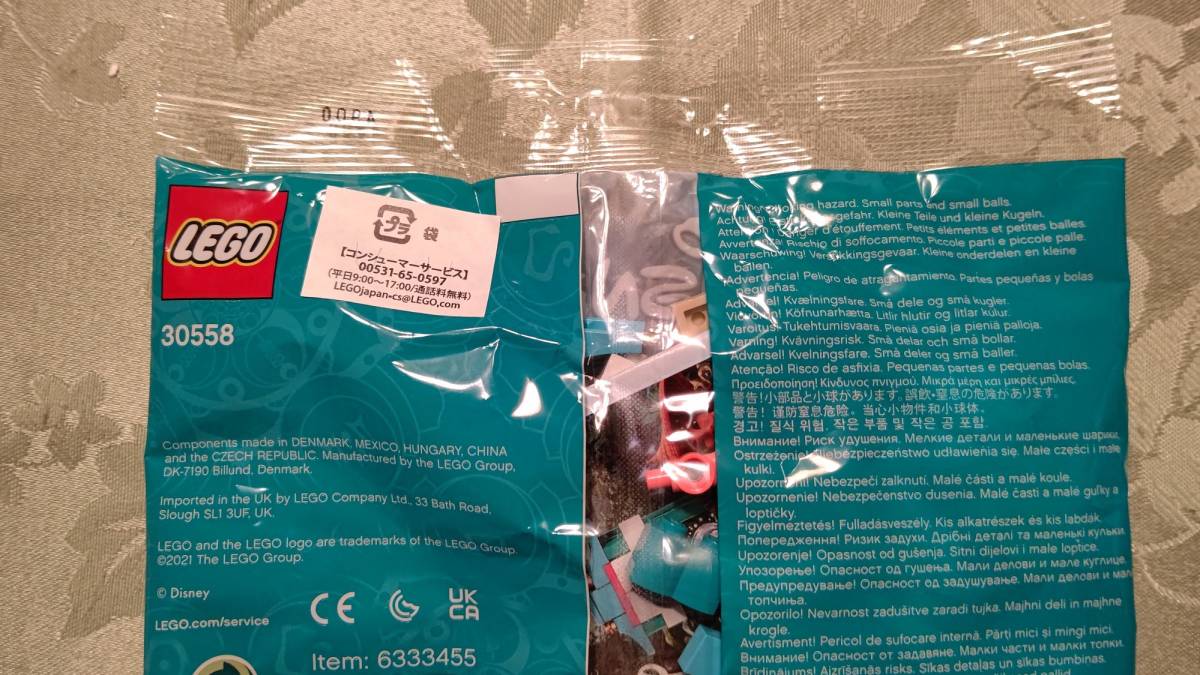 LEGO
プラ 袋
【コンシューマーサービス】
00531-65-0597
(平日9:00～17:00/通話料無料)
LEGOjapan-cs@LEGO.com
30558
Components made in DENMARK, MEXICO, HUNGARY, CHINA
and the CZECH REPUBLIC. Manufactured by the LEGO Group,
DK-7190 Billund, Denmark.
Imported in the UK by LEGO Company Ltd., 33 Bath Road,
Slough SL1 3UF, UK.
LEGO and the LEGO logo are trademarks of the LEGO Group.
©2021 The LEGO Group.
© Disney
LEGO.com/service
CE
UK
CA
Item: 6333455
hazard. Small parts and small balls.
Kleine Teile und kleine Kugeln.
d'étouffement. Petits éléments et petites balles.
Rischio di soffocamento. Piccole parti e piccole palle.
Waarschuwing! Verstikkingsgevaar. Kleine onderdelen en kleine
ballen.
¡Advertencia! Peligro de atragantamiento. Partes pequeñas y bolas
pequeñas.
Kvælningsfare. Små dele og små kugler.
Köfnunarhætta. Litlir hlutir og litlar kúlur.
Varoitus! Tukehtumisvaara. Pieniä osia ja pieniä palloja.
Varning! Kvävningsrisk. Små delar och små bollar.
Advarsel! Kvelningsfare. Små deler og små baller.
Atenção! Risco de asfixia. Pequenas partes e pequenas bolas.
Προειδοποίηση! Κίνδυνος πνιγμού. Μικρά μέρη και μικρές μπίλιες.
警告!小部品と小球があります。誤飲・窒息の危険があります。
警告！谨防窒息危险。当心小物件和小球体。
경고! 질식 위험. 작은 부품 및 작은 공 포함.
Внимание! Риск удушения. Мелкие детали и маленькие шарики.
Ostrzeżenie! Niebezpieczeństwo udławienia się. Małe części i małe
kulki.
Nebezpečí zalknutí. Malé části a malé koule.
Upozornenie! Nebezpečenstvo dusenia. Malé časti a malé guľky a
loptičky.
Figyelmeztetés! Fulladásveszély. Kis alkatrészek és kis labdák.
Попередження! Ризик задухи. Дрібні деталі та маленькі кульки.
Upozorenje! Opasnost od gušenja. Sitni dijelovi i male loptice.
Упозорење! Опасност од гушења. Мали делови и мале куглице.
Предупредување! Опасност од задушување. Мали делови и мали
топчиња.
Opozorilo! Nevarnost zadušitve zaradi tujka. Majhni deli in majhne
krogle.
Avertisment! Pericol de sufocare internă. Părți mici și mingi mici.
Внимание! Опасност от задавяне. Малки части и малки топки.
Brīdinājums! Aizrīšanās risks. Sīkas detaļas un sīkas bumbiņas.